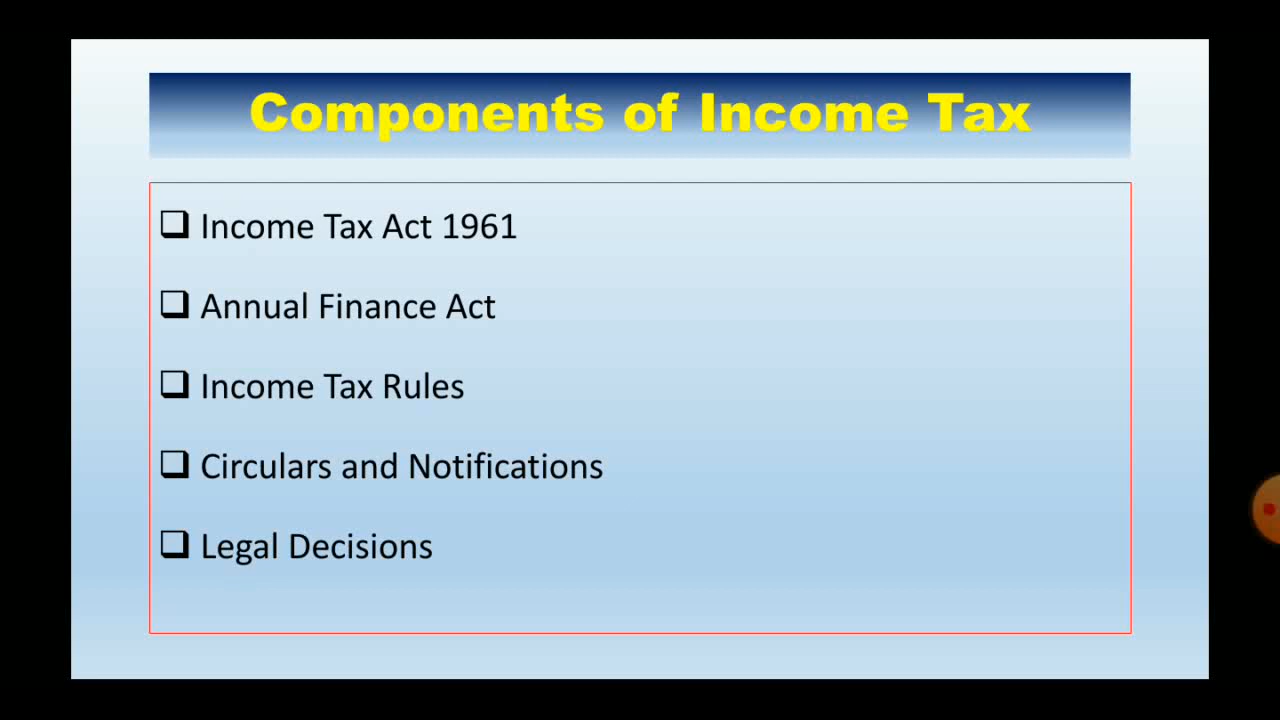 Components of Income Tax
Income Tax Act 1961
Annual Finance Act
Income Tax Rules
Circulars and Notifications
Legal Decisions